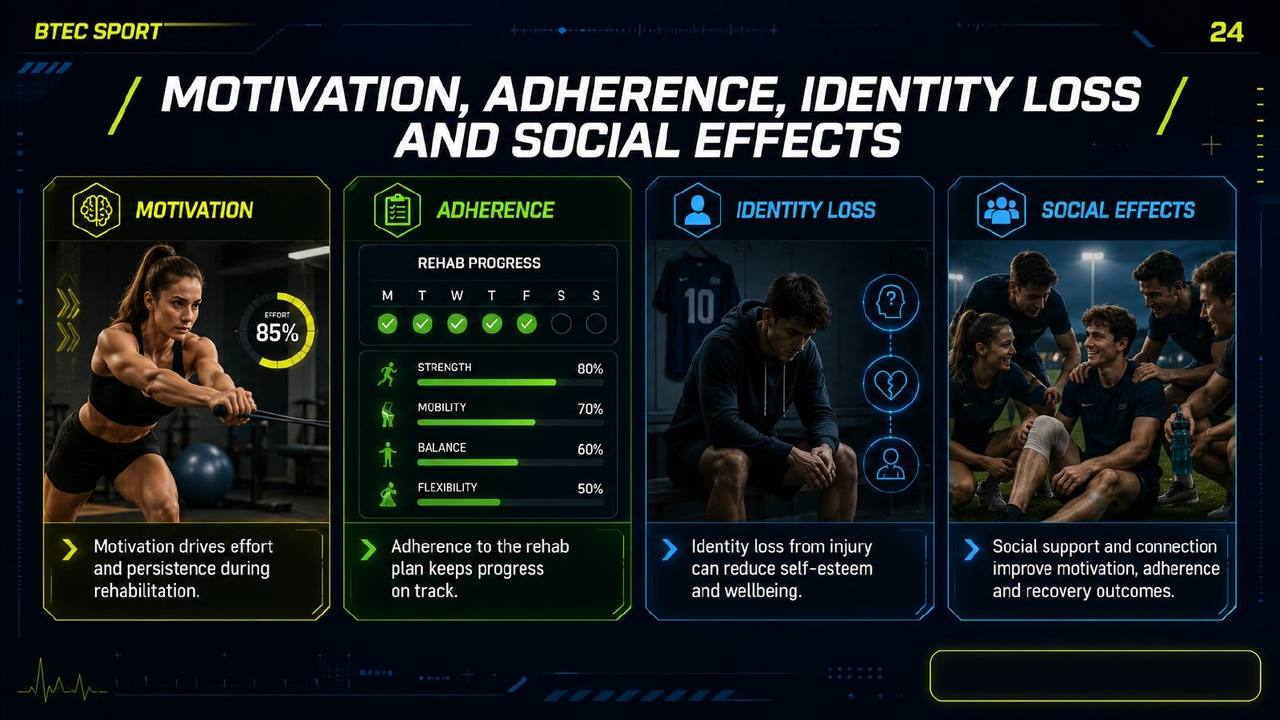 BTEC SPORT
24
MOTIVATION, ADHERENCE, IDENTITY LOSS
AND SOCIAL EFFECTS
MOTIVATION
EFFORT
85%
Motivation drives effort
and persistence during
rehabilitation.
ADHERENCE
REHAB PROGRESS
M T W T F S S
STRENGTH 80%
MOBILITY 70%
BALANCE 60%
FLEXIBILITY 50%
Adherence to the rehab
plan keeps progress
on track.
IDENTITY LOSS
10
?
Identity loss from injury
can reduce self-esteem
and wellbeing.
SOCIAL EFFECTS
Social support and connection
improve motivation, adherence
and recovery outcomes.